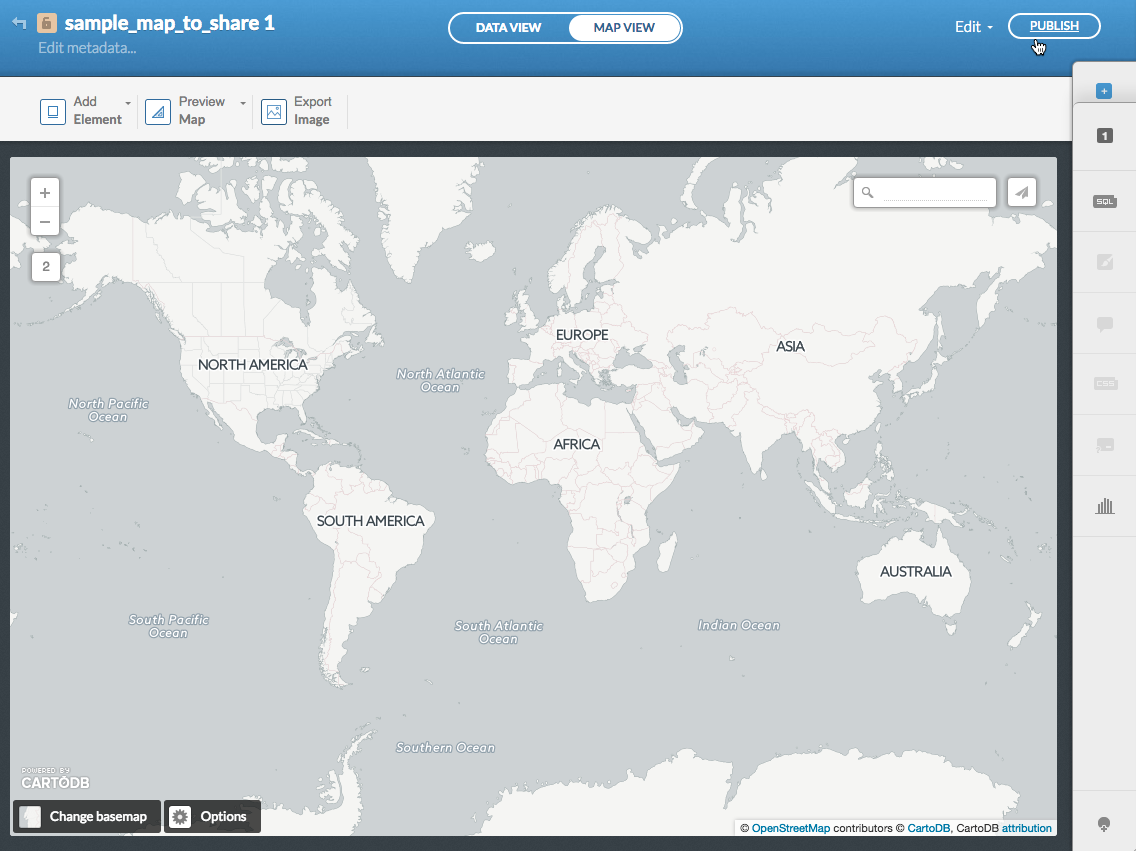 sample_map_to_share 1
Edit metadata...
DATA VIEW
MAP VIEW
Edit
PUBLISH
Add
Element
Preview
Map
Export
Image
+
1
SQL
CSS
+
−
2
NORTH AMERICA
EUROPE
ASIA
North Atlantic
Ocean
North Pacific
Ocean
AFRICA
SOUTH AMERICA
AUSTRALIA
South Pacific
Ocean
South Atlantic
Ocean
Indian Ocean
Southern Ocean
POWERED BY
CARTODB
Change basemap
Options
© OpenStreetMap contributors © CartoDB, CartoDB attribution